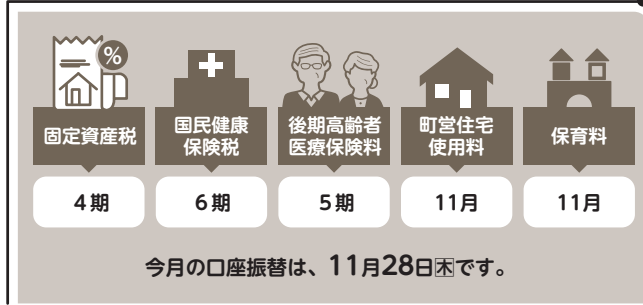 %
固定資産税
国民健康
保険税
後期高齢者
医療保険料
町営住宅
使用料
保育料
4期
6期
5期
11月
11月
今月の口座振替は、11月28日木です。